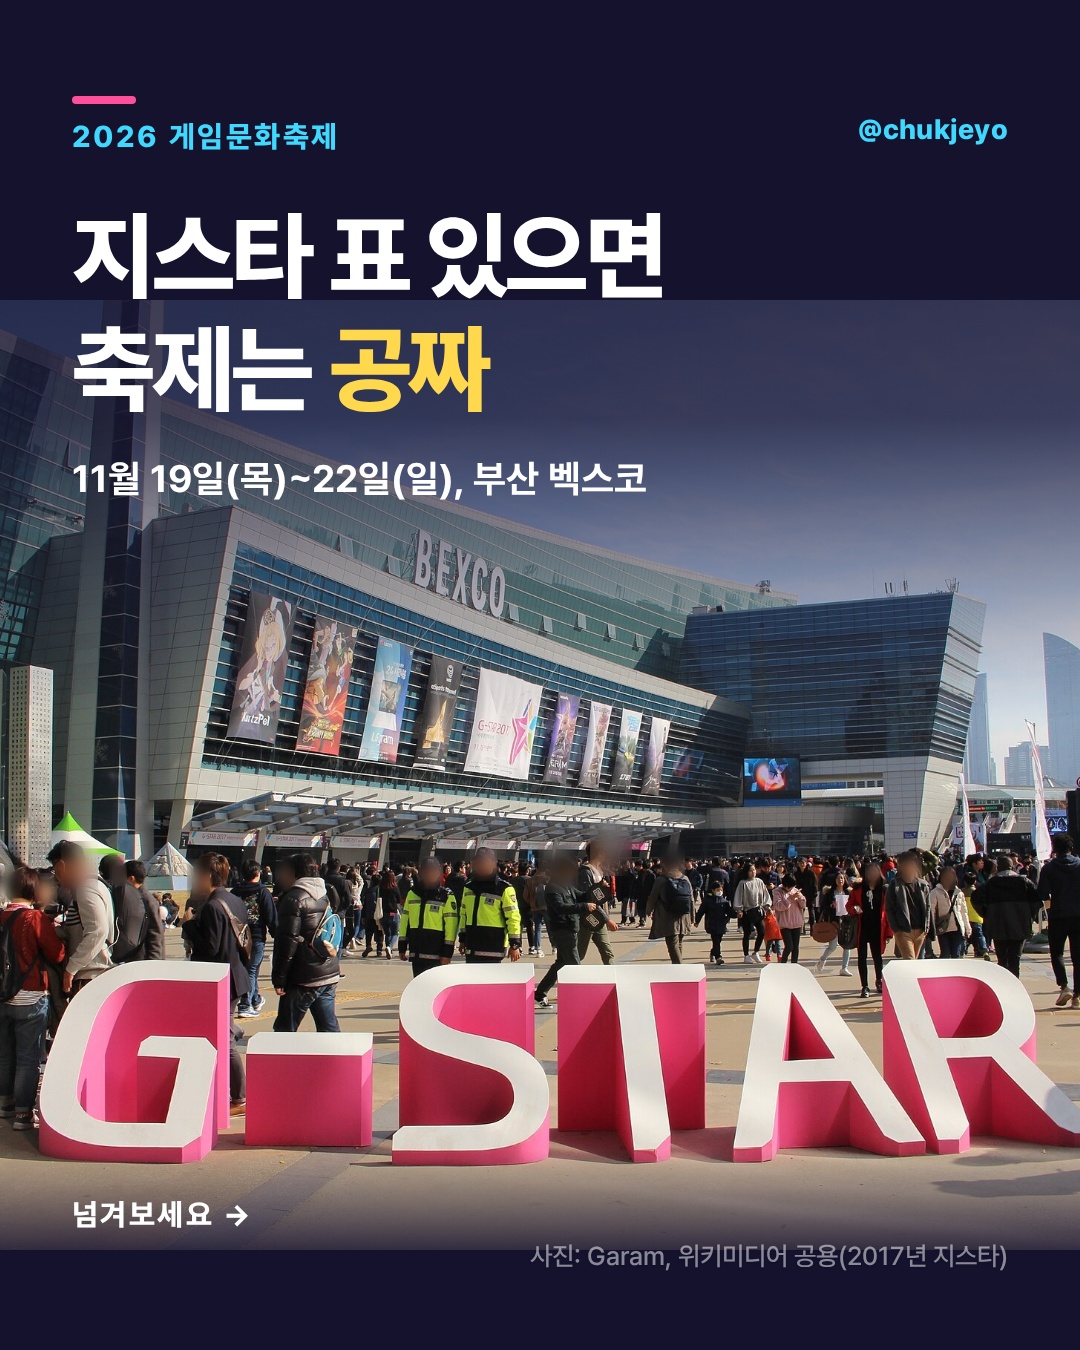 2026 게임문화축제
@chukjeyo
지스타 표 있으면
축제는 공짜
11월 19일(목)~22일(일), 부산 벡스코
BEXCO
KurtzPel
G-STAR 2017
G-STAR
넘겨보세요 →
사진: Garam, 위키미디어 공용(2017년 지스타)